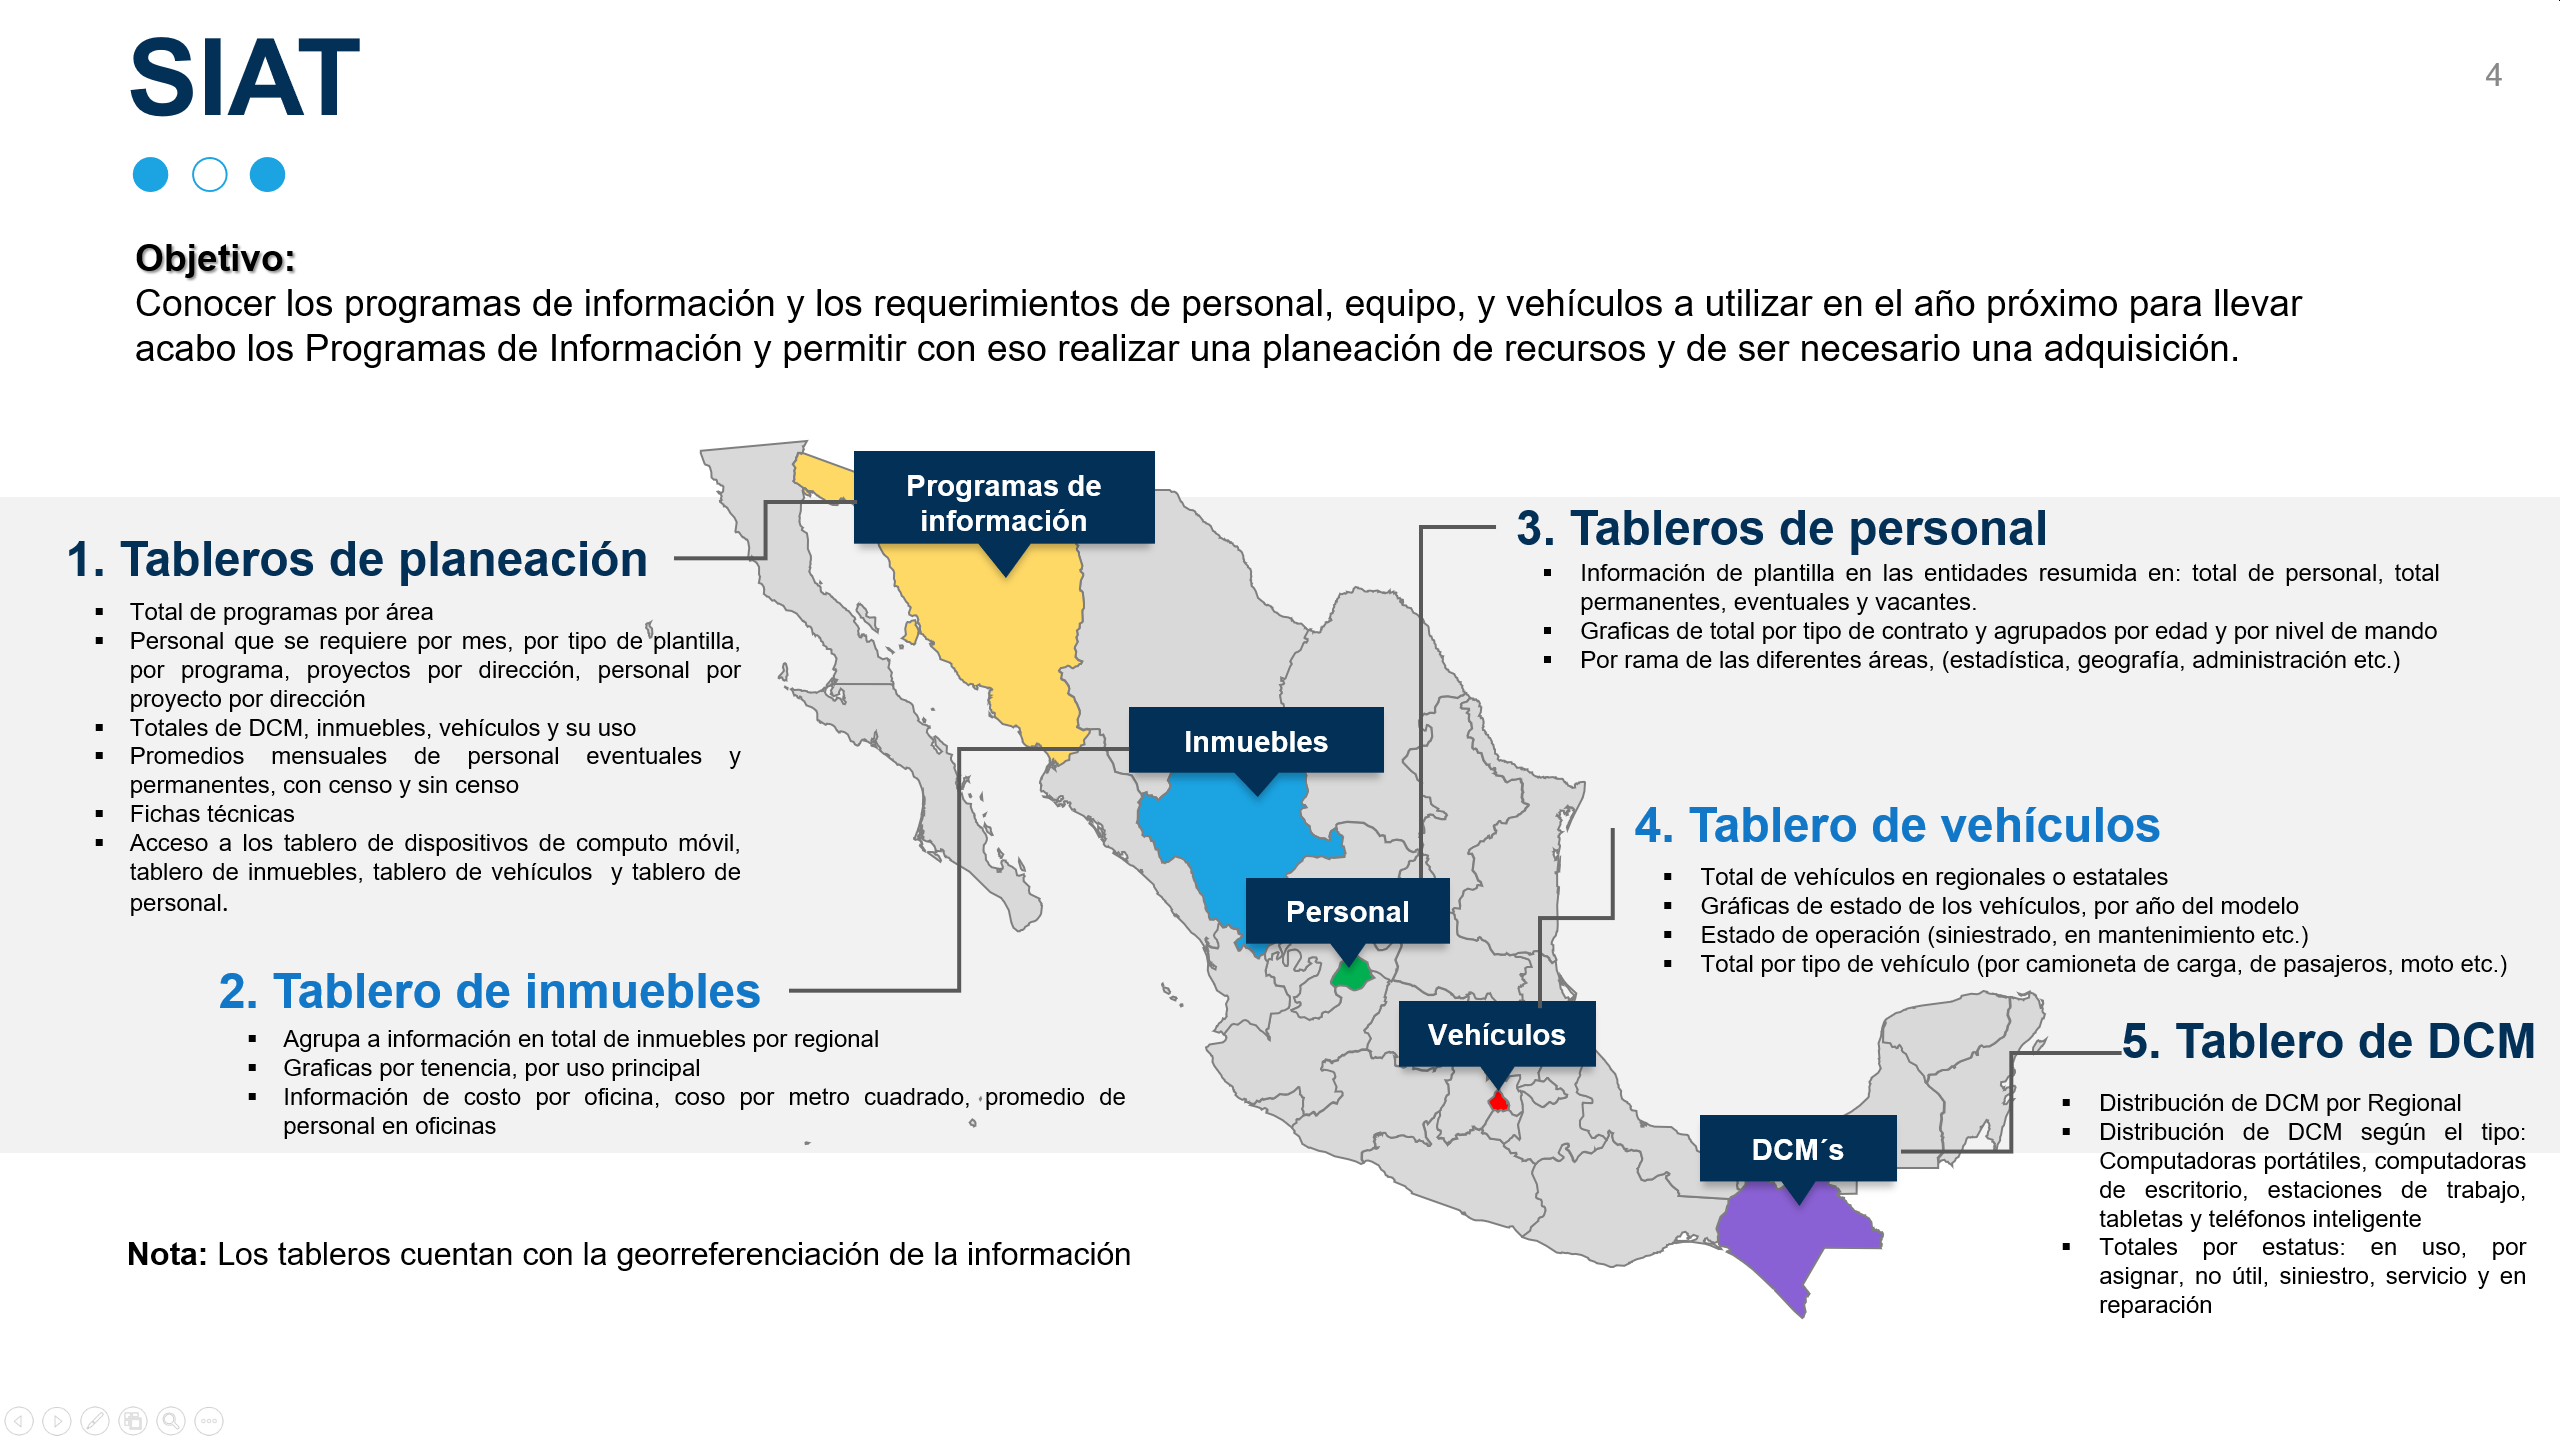 SIAT
4
Objetivo:
Conocer los programas de información y los requerimientos de personal, equipo, y vehículos a utilizar en el año próximo para llevar
acabo los Programas de Información y permitir con eso realizar una planeación de recursos y de ser necesario una adquisición.
Programas de
información
1. Tableros de planeación
▪ Total de programas por área
▪ Personal que se requiere por mes, por tipo de plantilla,
por programa, proyectos por dirección, personal por
proyecto por dirección
▪ Totales de DCM, inmuebles, vehículos y su uso
▪ Promedios mensuales de personal eventuales y
permanentes, con censo y sin censo
▪ Fichas técnicas
▪ Acceso a los tablero de dispositivos de computo móvil,
tablero de inmuebles, tablero de vehículos y tablero de
personal.
Inmuebles
2. Tablero de inmuebles
▪ Agrupa a información en total de inmuebles por regional
▪ Graficas por tenencia, por uso principal
▪ Información de costo por oficina, coso por metro cuadrado, promedio de
personal en oficinas
Personal
3. Tableros de personal
▪ Información de plantilla en las entidades resumida en: total de personal, total
permanentes, eventuales y vacantes.
▪ Graficas de total por tipo de contrato y agrupados por edad y por nivel de mando
▪ Por rama de las diferentes áreas, (estadística, geografía, administración etc.)
Vehículos
4. Tablero de vehículos
▪ Total de vehículos en regionales o estatales
▪ Gráficas de estado de los vehículos, por año del modelo
▪ Estado de operación (siniestrado, en mantenimiento etc.)
▪ Total por tipo de vehículo (por camioneta de carga, de pasajeros, moto etc.)
DCM´s
5. Tablero de DCM
▪ Distribución de DCM por Regional
▪ Distribución de DCM según el tipo:
Computadoras portátiles, computadoras
de escritorio, estaciones de trabajo,
tabletas y teléfonos inteligente
▪ Totales por estatus: en uso, por
asignar, no útil, siniestro, servicio y en
reparación
Nota: Los tableros cuentan con la georreferenciación de la información